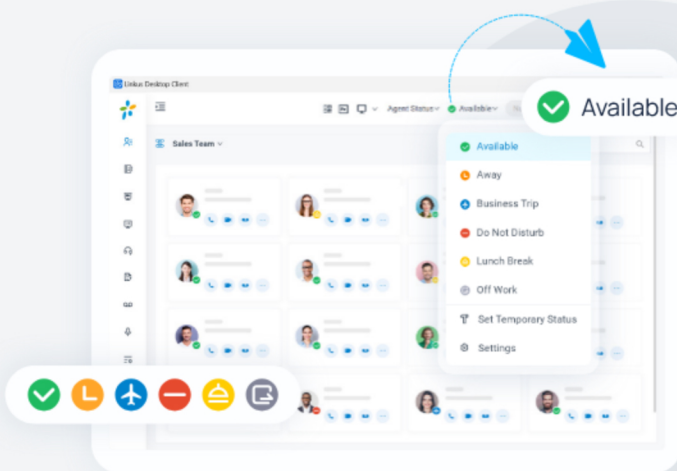 Linkus Desktop Client
Agent Status
Available
Available
Sales Team
Available
Away
Business Trip
Do Not Disturb
Lunch Break
Off Work
Set Temporary Status
Settings